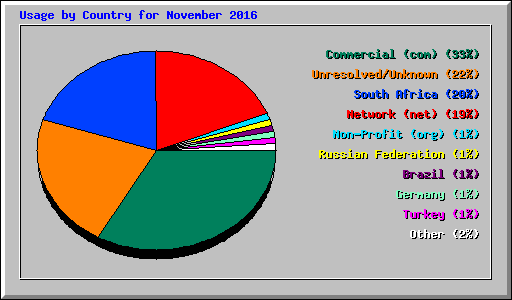 Usage by Country for November 2016
Commercial (com) (33%)
Unresolved/Unknown (22%)
South Africa (20%)
Network (net) (19%)
Non-Profit (org) (1%)
Russian Federation (1%)
Brazil (1%)
Germany (1%)
Turkey (1%)
Other (2%)